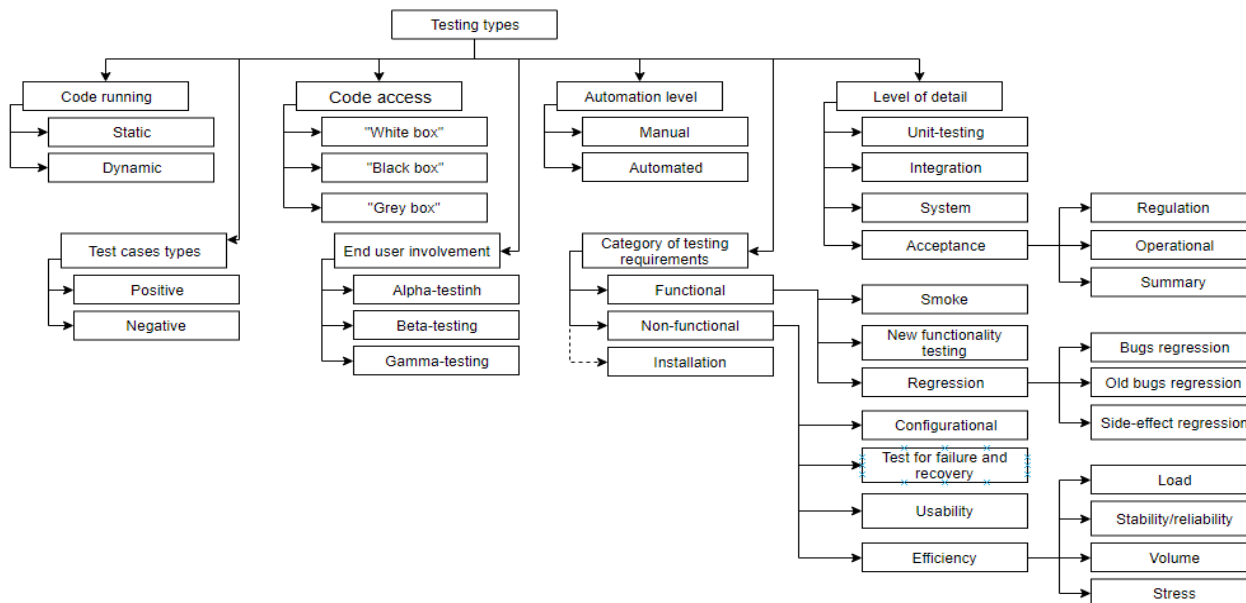 Testing types
Code running
Static
Dynamic
Code access
"White box"
"Black box"
"Grey box"
Automation level
Manual
Automated
Level of detail
Unit-testing
Integration
System
Acceptance
Regulation
Operational
Summary
Test cases types
Positive
Negative
End user involvement
Alpha-testinh
Beta-testing
Gamma-testing
Category of testing
requirements
Functional
Non-functional
Installation
Smoke
New functionality
testing
Regression
Bugs regression
Old bugs regression
Side-effect regression
Configurational
Test for failure and
recovery
Usability
Efficiency
Load
Stability/reliability
Volume
Stress